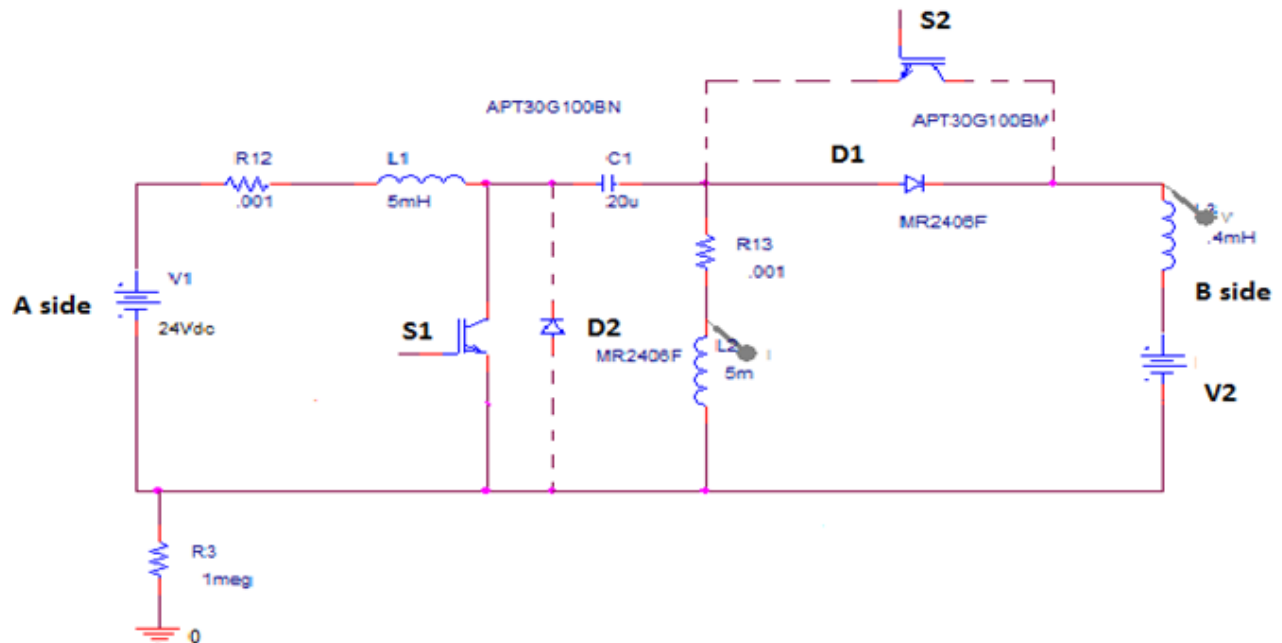 S2
APT30G100BN
APT30G100BM
D1
R12
L1
C1
.001
5mH
20u
MR2406F
R13
.001
.4mH
V1
A side
24Vdc
B side
S1
D2
MR2406F
L2
5m
V2
R3
1meg
0